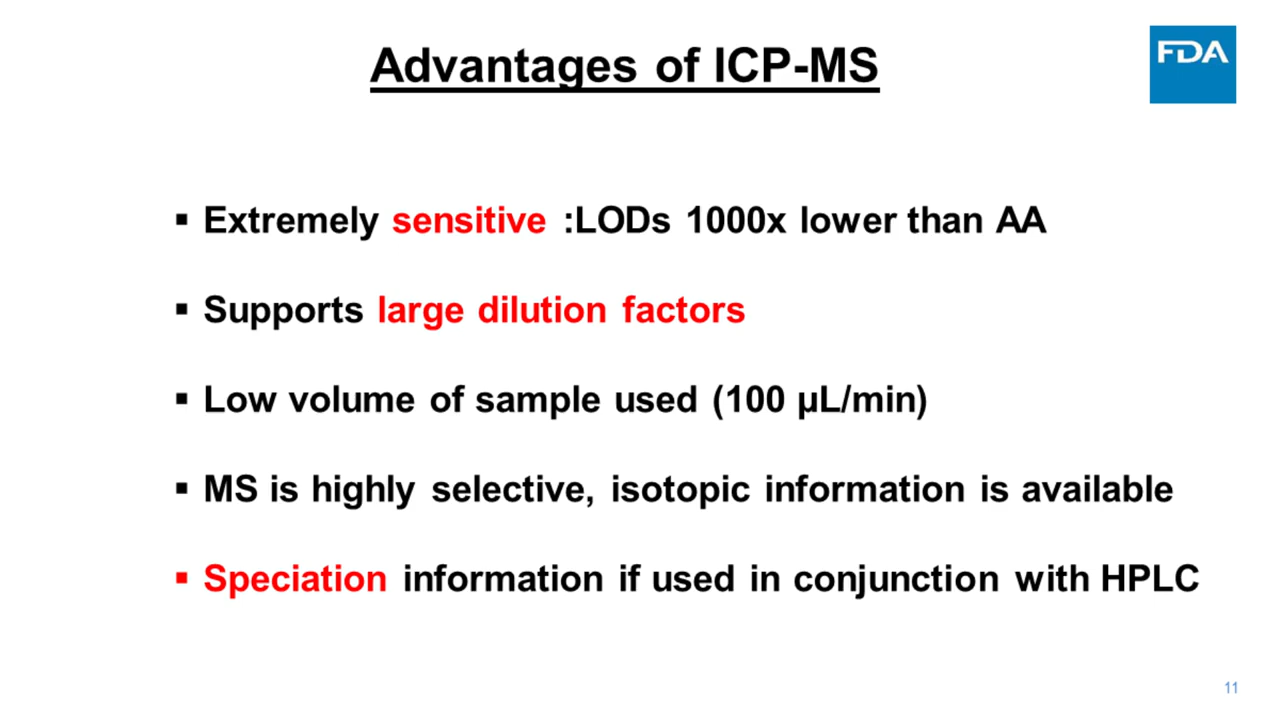 Advantages of ICP-MS
FDA
▪ Extremely sensitive :LODs 1000x lower than AA
▪ Supports large dilution factors
▪ Low volume of sample used (100 µL/min)
▪ MS is highly selective, isotopic information is available
▪ Speciation information if used in conjunction with HPLC
11